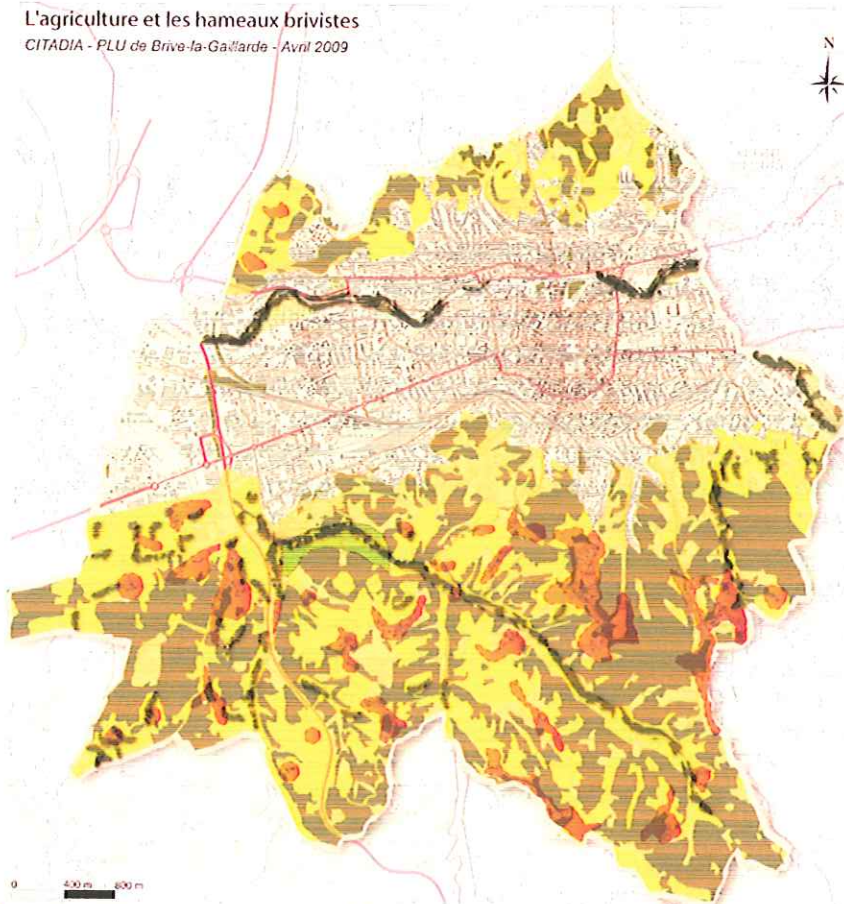 L'agriculture et les hameaux brivistes
CITADIA - PLU de Brive-la-Gaillarde - Avril 2009
N
0 400 m 800 m